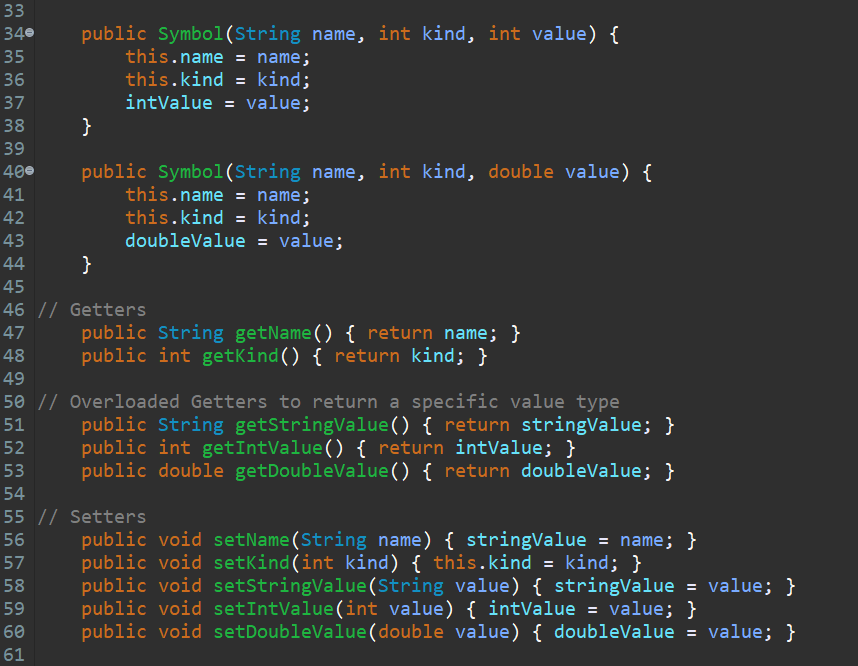 33
34 public Symbol(String name, int kind, int value) {
35 this.name = name;
36 this.kind = kind;
37 intValue = value;
38 }
39
40 public Symbol(String name, int kind, double value) {
41 this.name = name;
42 this.kind = kind;
43 doubleValue = value;
44 }
45
46 // Getters
47 public String getName() { return name; }
48 public int getKind() { return kind; }
49
50 // Overloaded Getters to return a specific value type
51 public String getStringValue() { return stringValue; }
52 public int getIntValue() { return intValue; }
53 public double getDoubleValue() { return doubleValue; }
54
55 // Setters
56 public void setName(String name) { stringValue = name; }
57 public void setKind(int kind) { this.kind = kind; }
58 public void setStringValue(String value) { stringValue = value; }
59 public void setIntValue(int value) { intValue = value; }
60 public void setDoubleValue(double value) { doubleValue = value; }
61